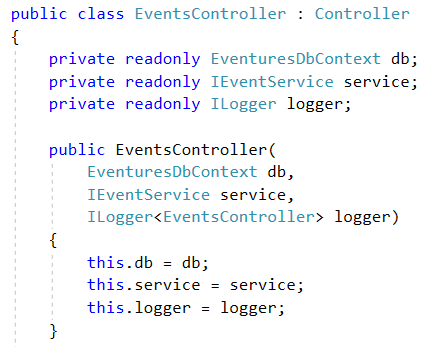 public class EventsController : Controller
{
    private readonly EventuresDbContext db;
    private readonly IEventService service;
    private readonly ILogger logger;

    public EventsController(
        EventuresDbContext db,
        IEventService service,
        ILogger<EventsController> logger)
    {
        this.db = db;
        this.service = service;
        this.logger = logger;
    }